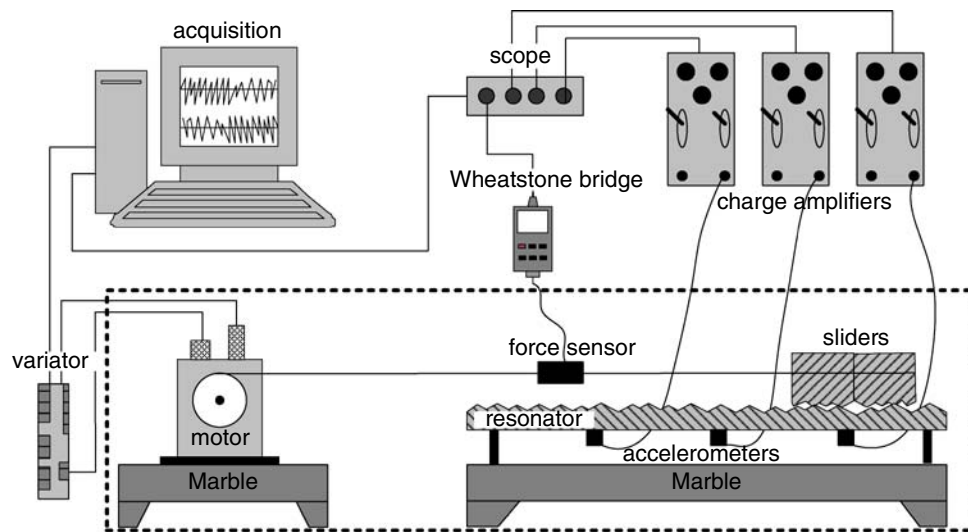 acquisition
scope
Wheatstone bridge
charge amplifiers
variator
force sensor
sliders
resonator
motor
accelerometers
Marble
Marble